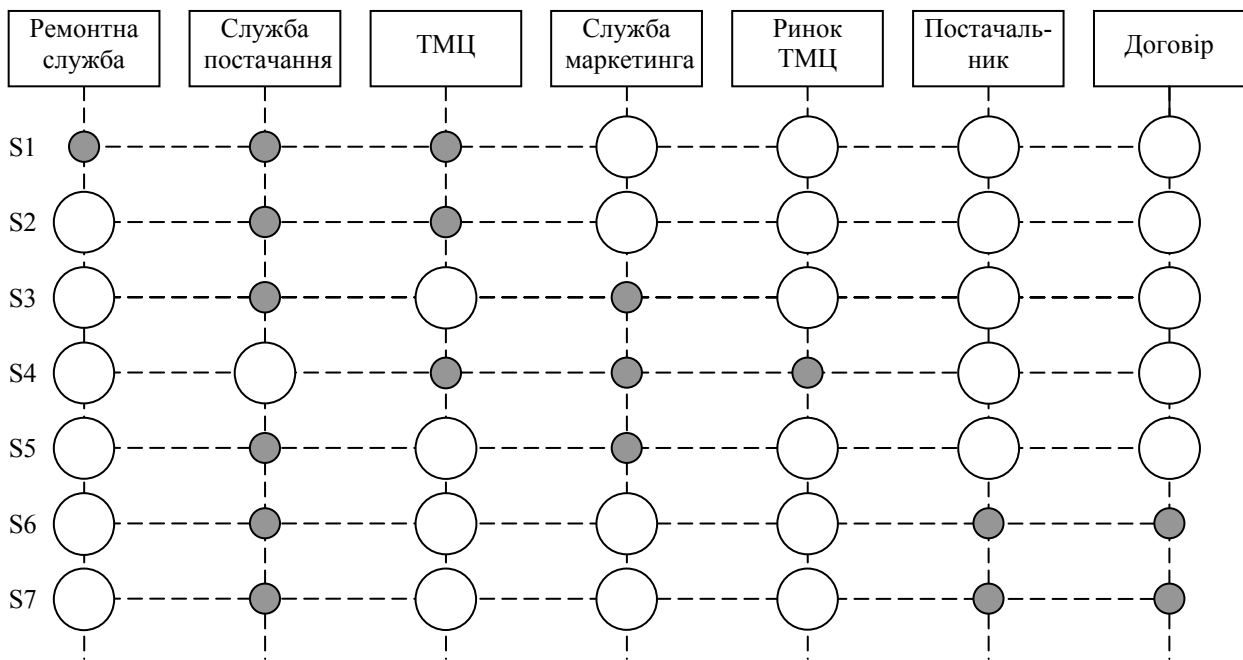 Ремонтна
служба
Служба
постачання
ТМЦ
Служба
маркетинга
Ринок
ТМЦ
Постачаль-
ник
Договір
S1
S2
S3
S4
S5
S6
S7